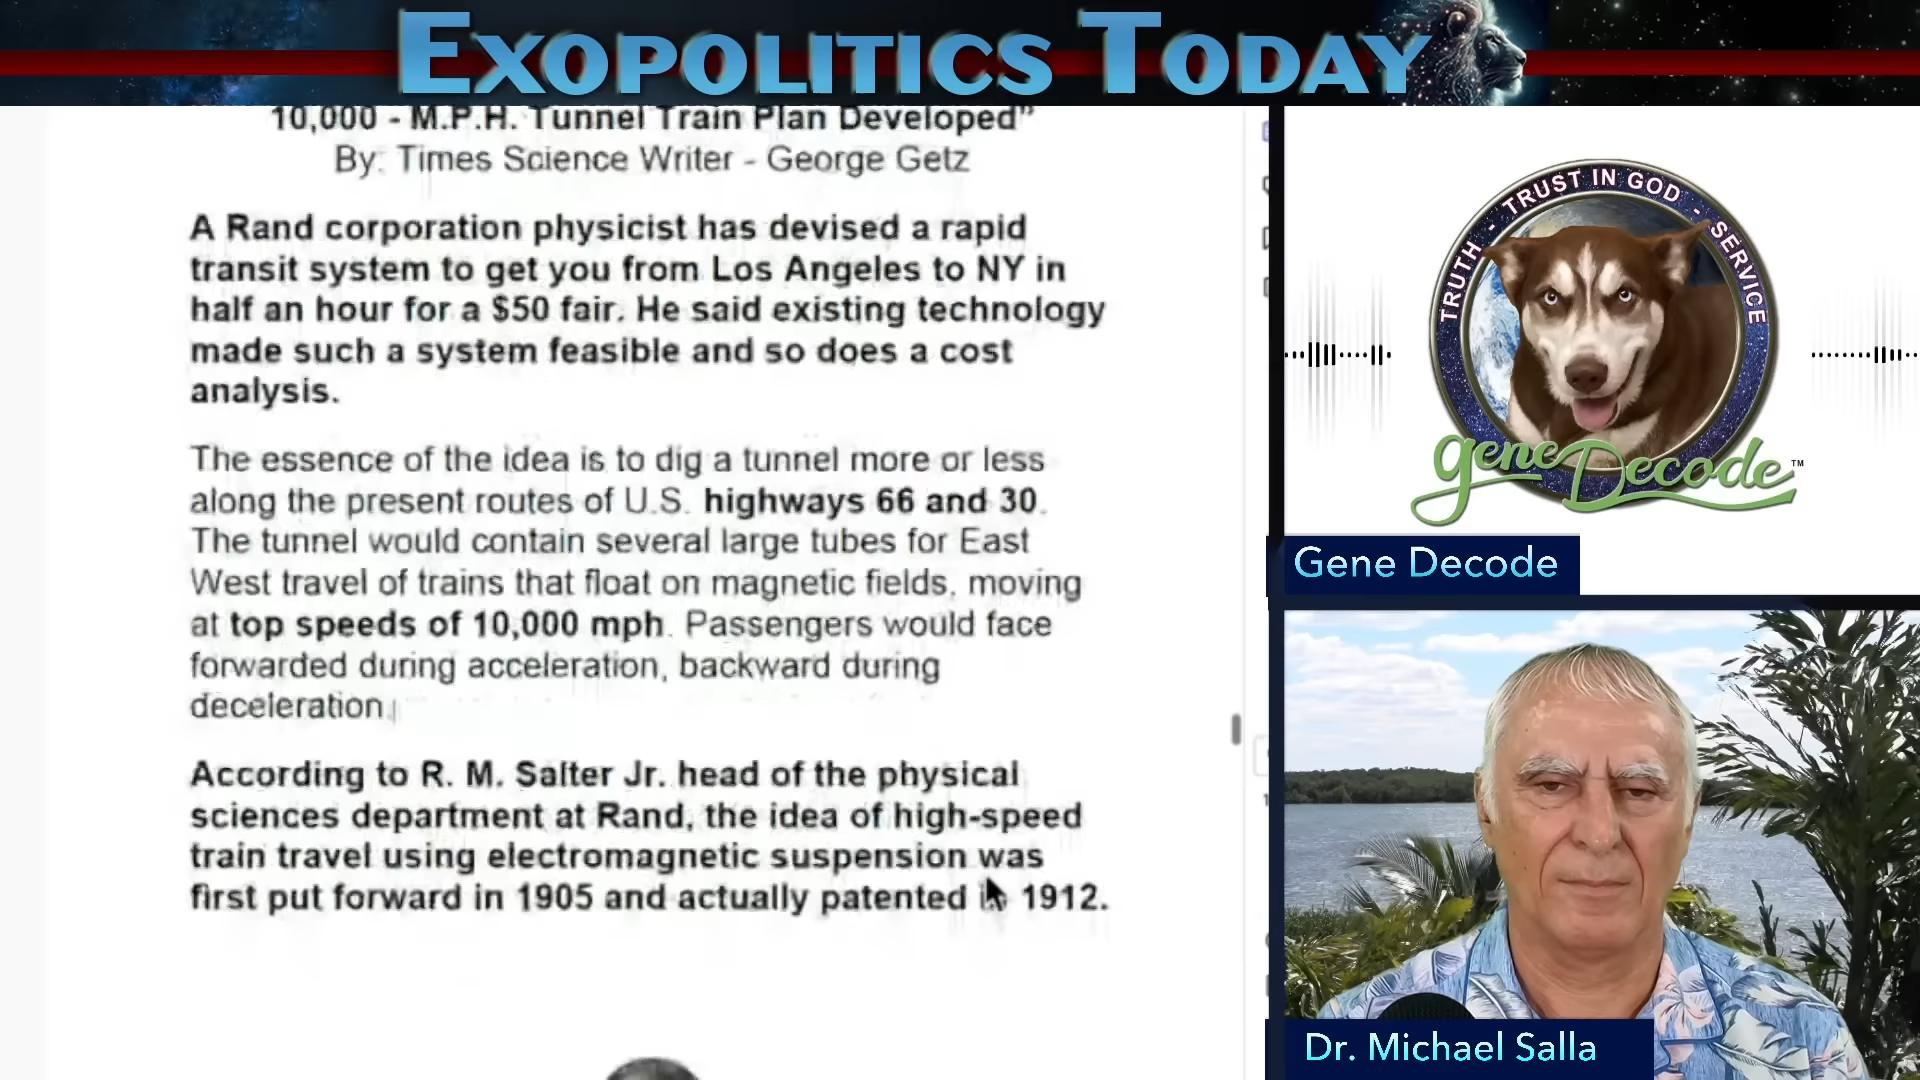 EXOPOLITICS TODAY
10,000 - M.P.H. Tunnel Train Plan Developed”
By: Times Science Writer - George Getz
A Rand corporation physicist has devised a rapid
transit system to get you from Los Angeles to NY in
half an hour for a $50 fair. He said existing technology
made such a system feasible and so does a cost
analysis.
The essence of the idea is to dig a tunnel more or less
along the present routes of U.S. highways 66 and 30.
The tunnel would contain several large tubes for East
West travel of trains that float on magnetic fields, moving
at top speeds of 10,000 mph. Passengers would face
forwarded during acceleration, backward during
deceleration.
According to R. M. Salter Jr. head of the physical
sciences department at Rand, the idea of high-speed
train travel using electromagnetic suspension was
first put forward in 1905 and actually patented in 1912.
TRUTH - TRUST IN GOD - SERVICE
gene Decode™
Gene Decode
Dr. Michael Salla